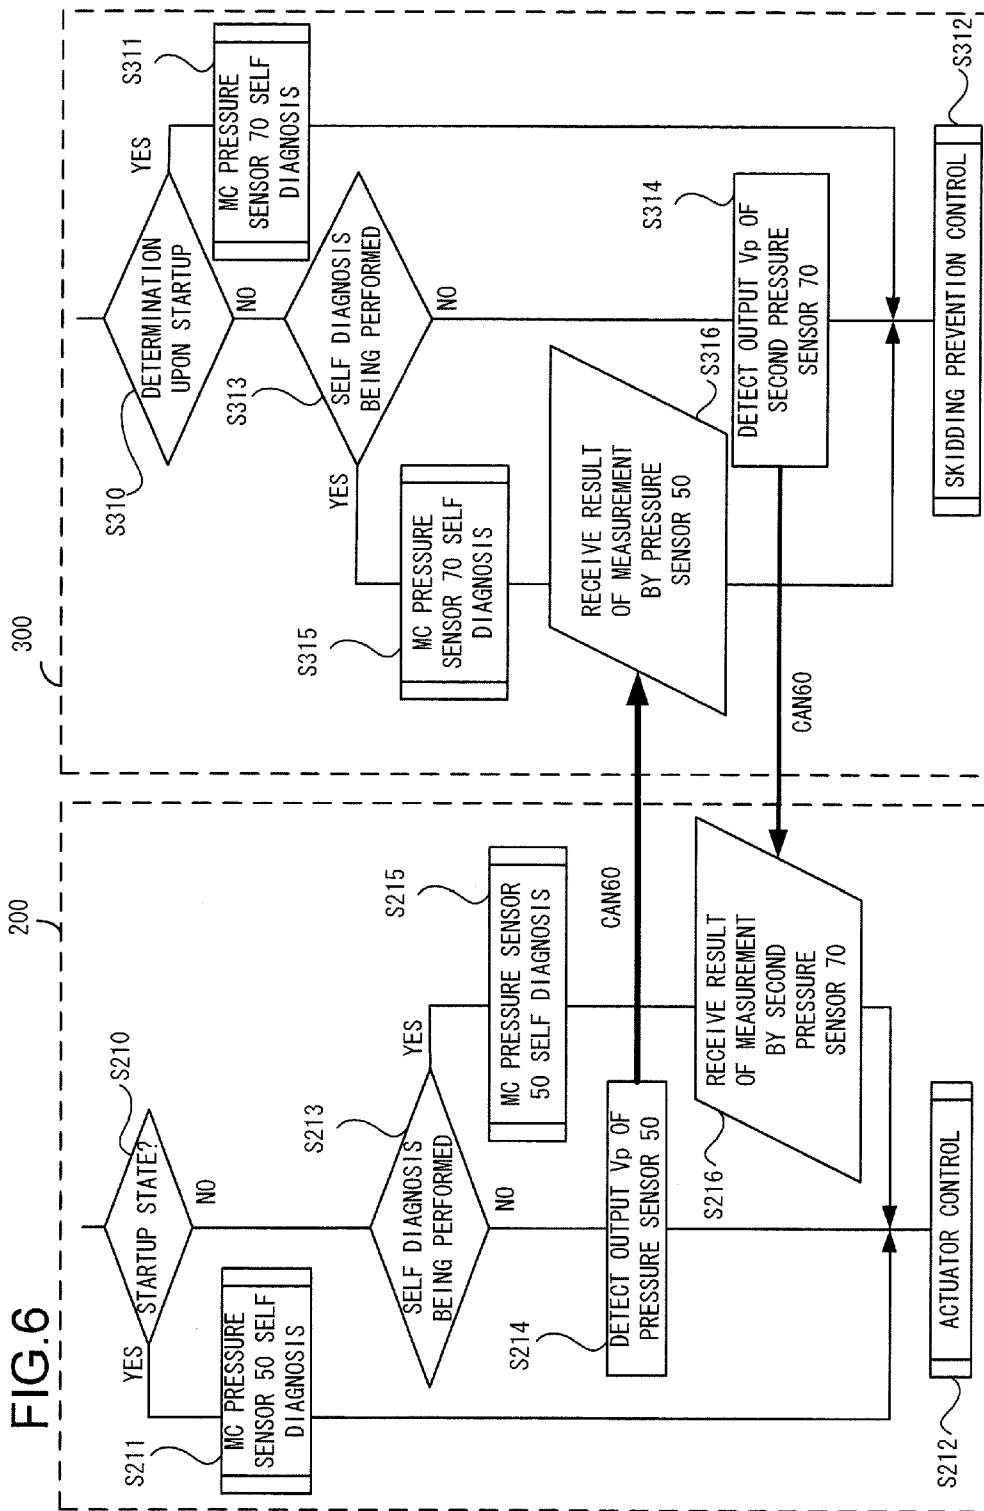 FIG.6
200
STARTUP STATE?
S210
YES
NO
S211
MC PRESSURE
SENSOR 50 SELF
DIAGNOSIS
SELF DIAGNOSIS
BEING PERFORMED
S213
YES
NO
MC PRESSURE SENSOR
50 SELF DIAGNOSIS
S215
S214
DETECT OUTPUT Vp OF
PRESSURE SENSOR 50
CAN60
RECEIVE RESULT
OF MEASUREMENT
BY SECOND
PRESSURE
SENSOR 70
S216
ACTUATOR CONTROL
S212
300
S310
DETERMINATION
UPON STARTUP
YES
NO
MC PRESSURE
SENSOR 70 SELF
DIAGNOSIS
S311
S313
SELF DIAGNOSIS
BEING PERFORMED
YES
NO
S315
MC PRESSURE
SENSOR 70 SELF
DIAGNOSIS
RECEIVE RESULT
OF MEASUREMENT
BY PRESSURE
SENSOR 50
S316
DETECT OUTPUT Vp OF
SECOND PRESSURE
SENSOR 70
S314
CAN60
SKIDDING PREVENTION CONTROL
S312